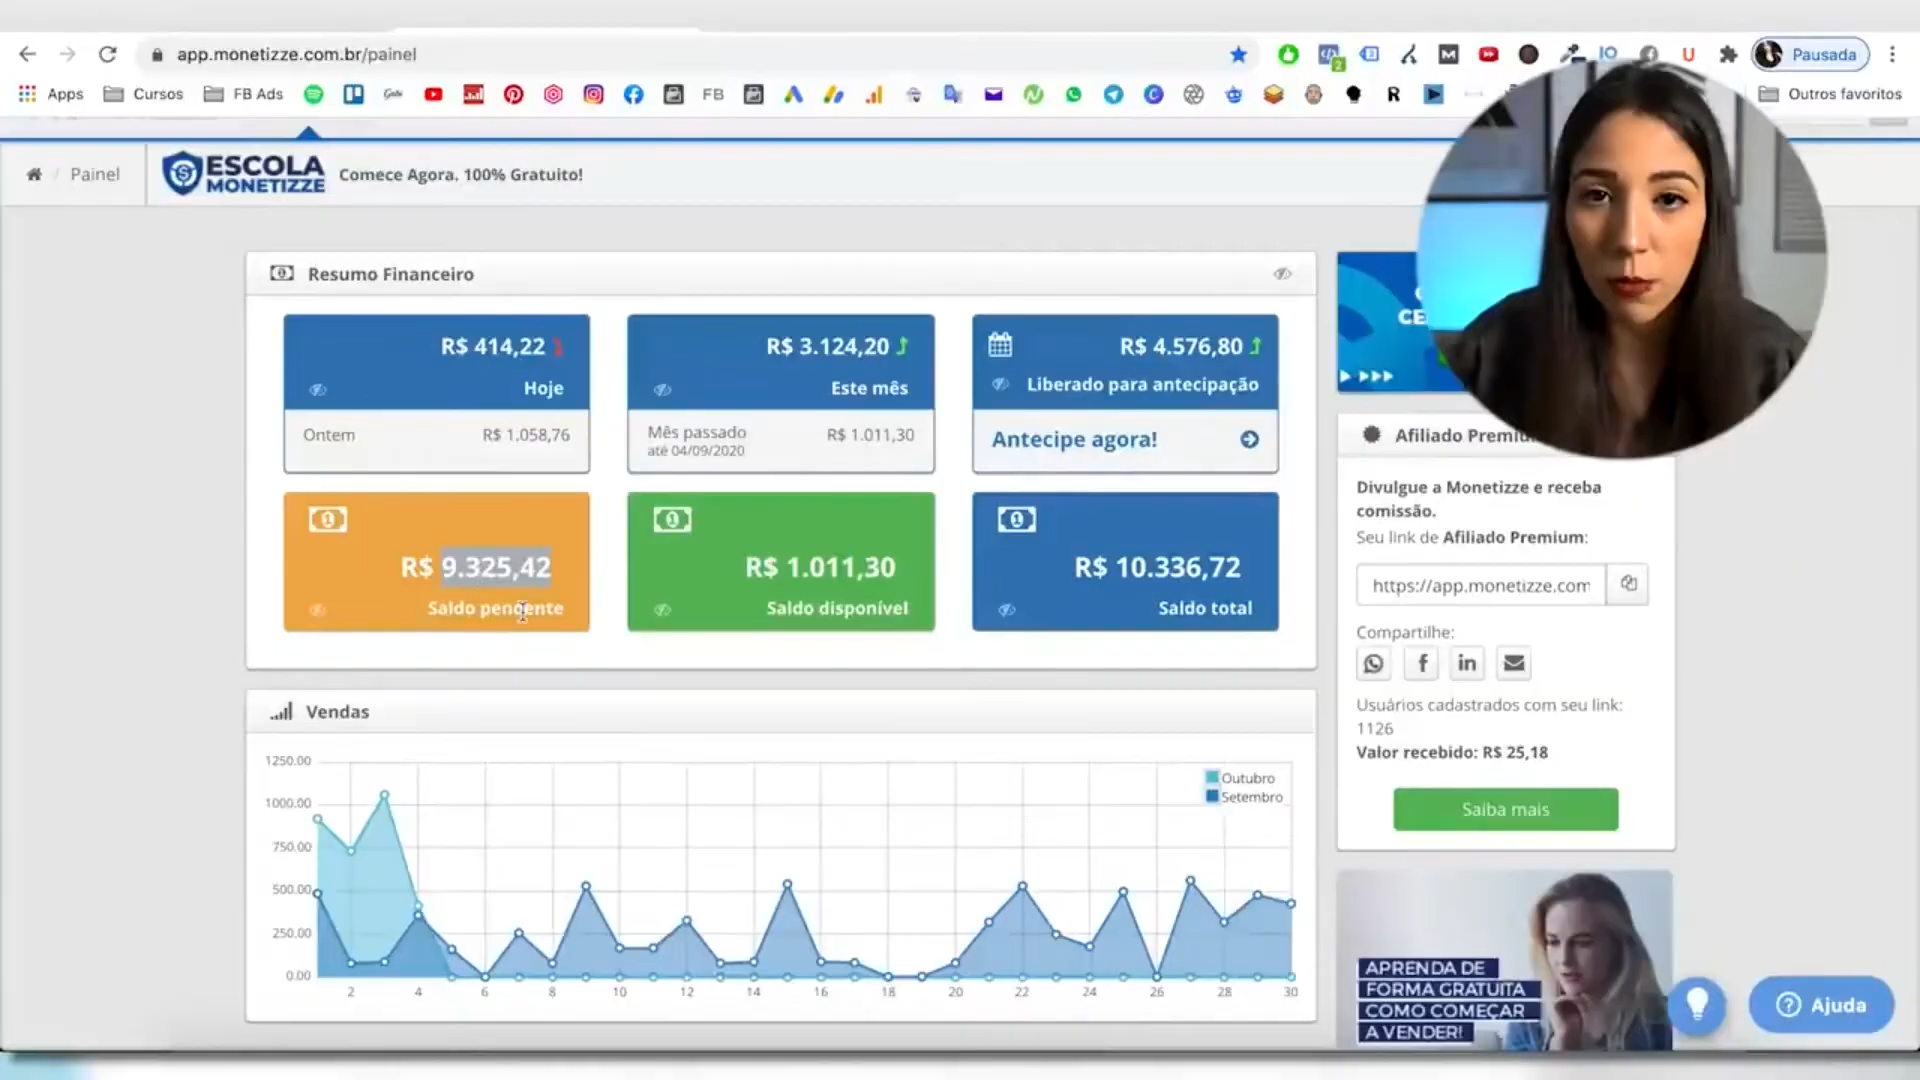 app.monetizze.com.br/painel
Pausada
Apps
Cursos
FB Ads
FB
Outros favoritos
Painel
ESCOLA
MONETIZZE
Comece Agora. 100% Gratuito!
Resumo Financeiro
R$ 414,22
Hoje
Ontem R$ 1.058,76
R$ 3.124,20
Este mês
Mês passado R$ 1.011,30
até 04/09/2020
R$ 4.576,80
Liberado para antecipação
Antecipe agora!
R$ 9.325,42
Saldo pendente
R$ 1.011,30
Saldo disponível
R$ 10.336,72
Saldo total
Vendas
1250.00
1000.00
750.00
500.00
250.00
0.00
2 4 6 8 10 12 14 16 18 20 22 24 26 28 30
Outubro
Setembro
Divulgue a Monetizze e receba
comissão.
Seu link de Afiliado Premium:
https://app.monetizze.com
Compartilhe:
Usuários cadastrados com seu link:
1126
Valor recebido: R$ 25,18
Saiba mais
APRENDA DE
FORMA GRATUITA
COMO COMEÇAR
A VENDER!
Ajuda